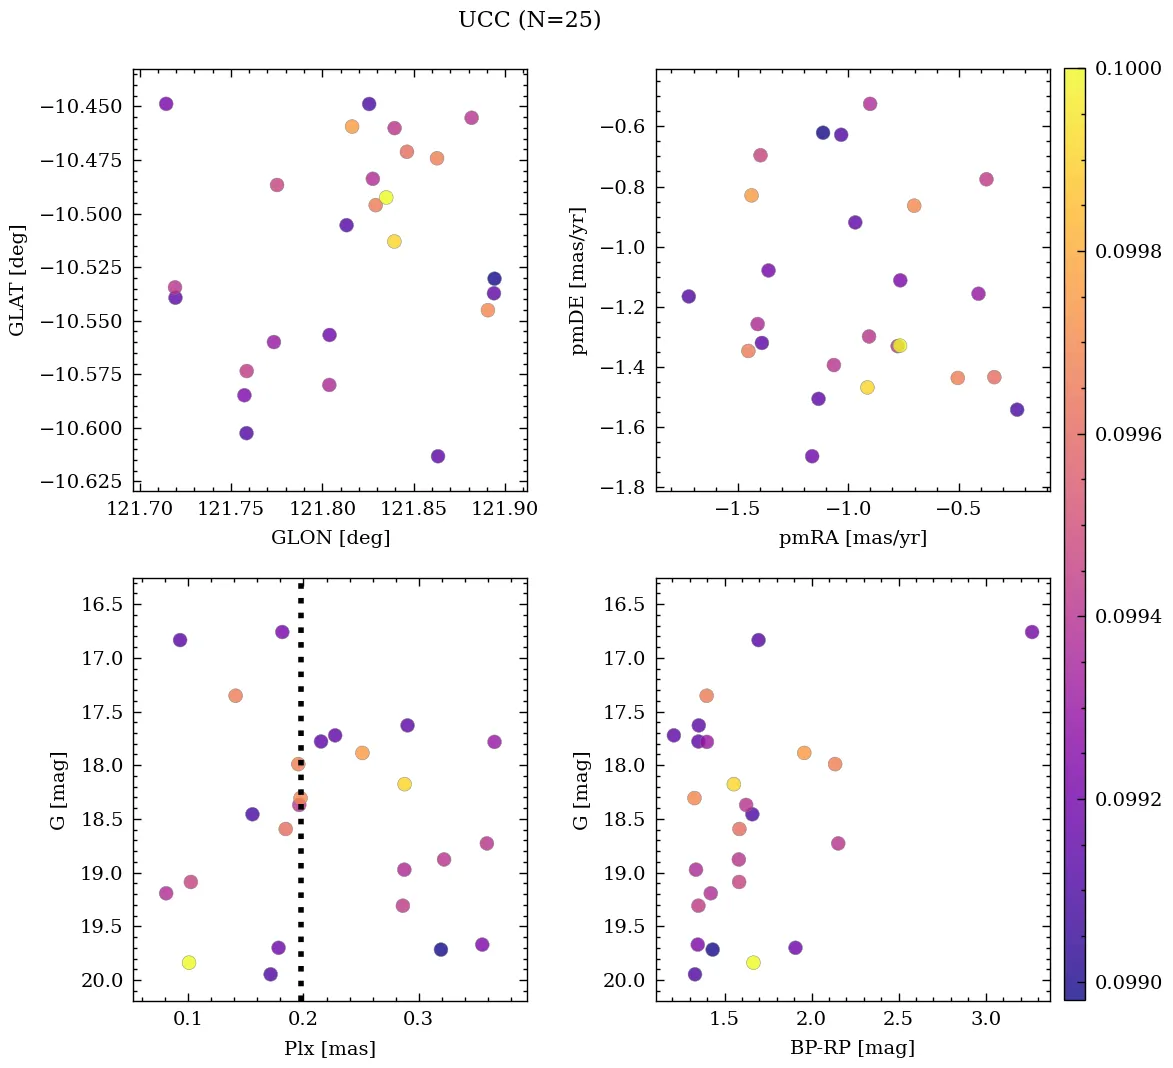 UCC (N=25)
−10.450
−10.475
−10.500
−10.525
−10.550
−10.575
−10.600
−10.625
GLAT [deg]
121.70 121.75 121.80 121.85 121.90
GLON [deg]
−0.6
−0.8
−1.0
−1.2
−1.4
−1.6
−1.8
pmDE [mas/yr]
−1.5 −1.0 −0.5
pmRA [mas/yr]
16.5
17.0
17.5
18.0
18.5
19.0
19.5
20.0
G [mag]
0.1 0.2 0.3
Plx [mas]
16.5
17.0
17.5
18.0
18.5
19.0
19.5
20.0
G [mag]
1.5 2.0 2.5 3.0
BP-RP [mag]
0.1000
0.0998
0.0996
0.0994
0.0992
0.0990